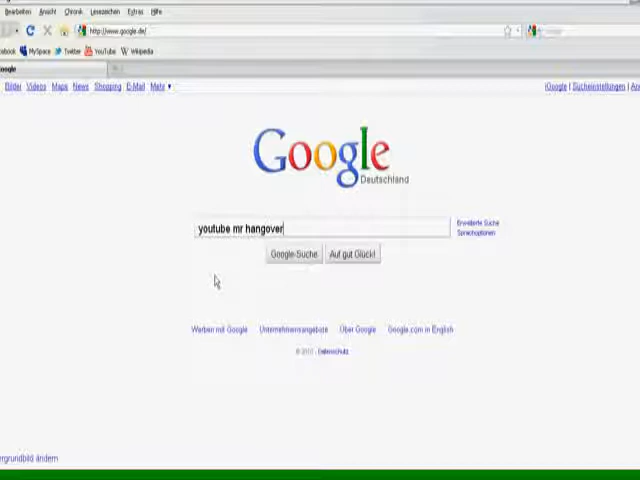 Bearbeiten Ansicht Chronik Lesezeichen Extras Hilfe
http://www.google.de/
MySpace Twitter YouTube Wikipedia
Bilder Videos Maps News Shopping E-Mail Mehr ▼
iGoogle | Sucheinstellungen |
Google
Deutschland
youtube mr hangover
Erweiterte Suche
Sprachoptionen
Google-Suche Auf gut Glück!
Werben mit Google Unternehmensangebote Über Google Google.com in English
© 2010 - Datenschutz
ergrundbild ändern